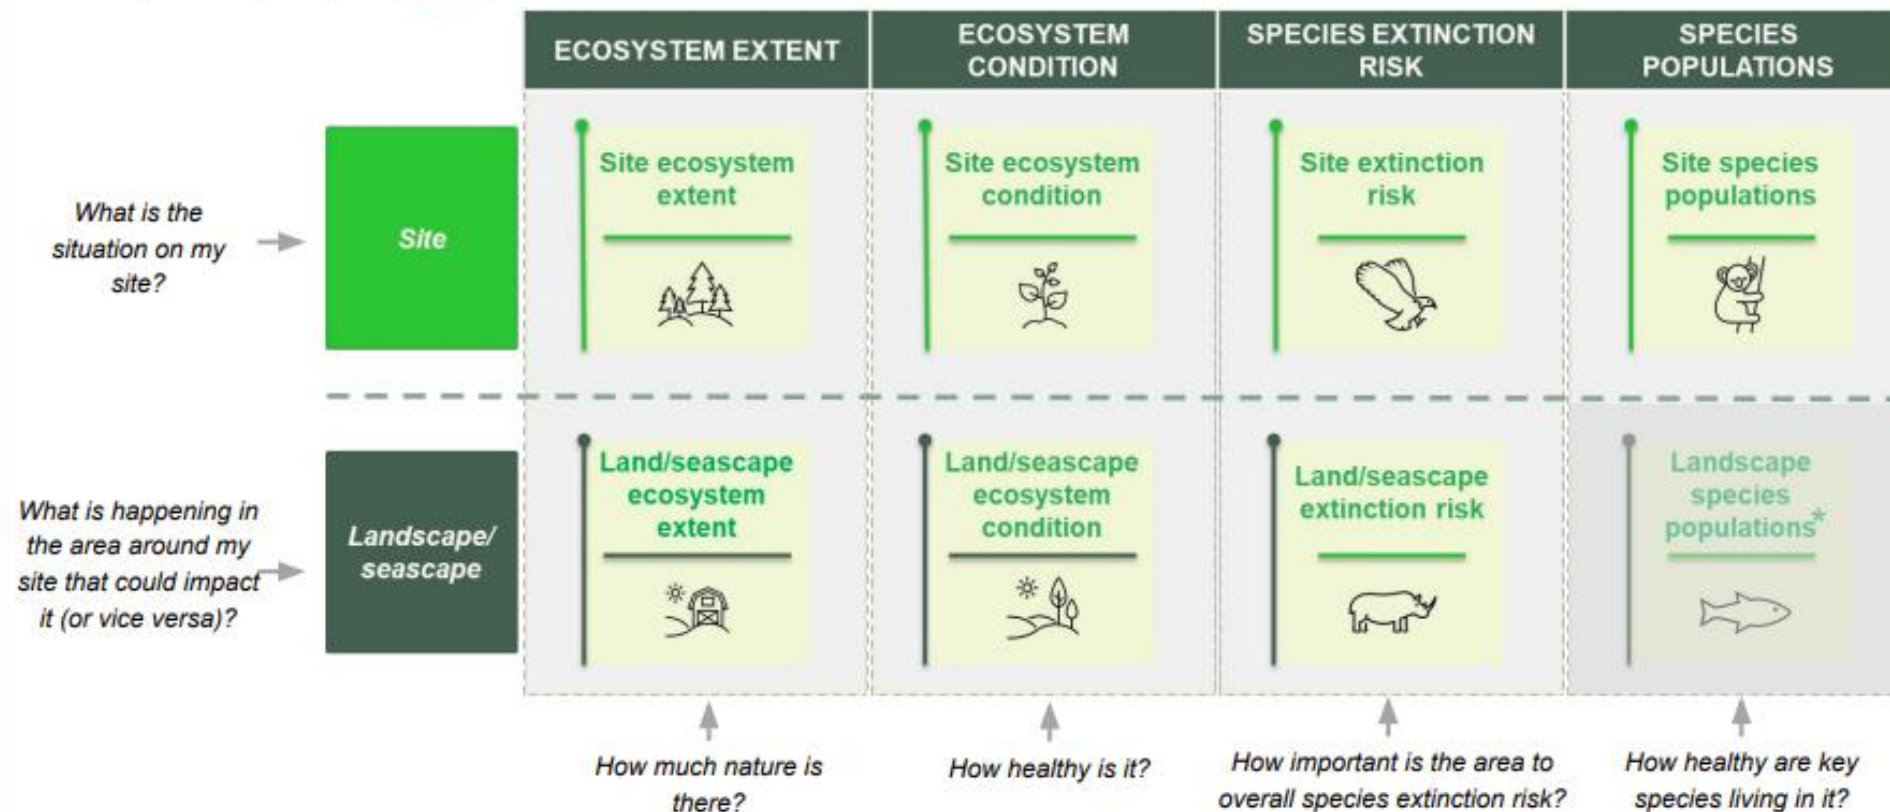 ECOSYSTEM EXTENT
ECOSYSTEM
CONDITION
SPECIES EXTINCTION
RISK
SPECIES
POPULATIONS
What is the
situation on my
site?
Site
Site ecosystem
extent
Site ecosystem
condition
Site extinction
risk
Site species
populations
What is happening in
the area around my
site that could impact
it (or vice versa)?
Landscape/
seascape
Land/seascape
ecosystem
extent
Land/seascape
ecosystem
condition
Land/seascape
extinction risk
Landscape
species
populations*
How much nature is
there?
How healthy is it?
How important is the area to
overall species extinction risk?
How healthy are key
species living in it?